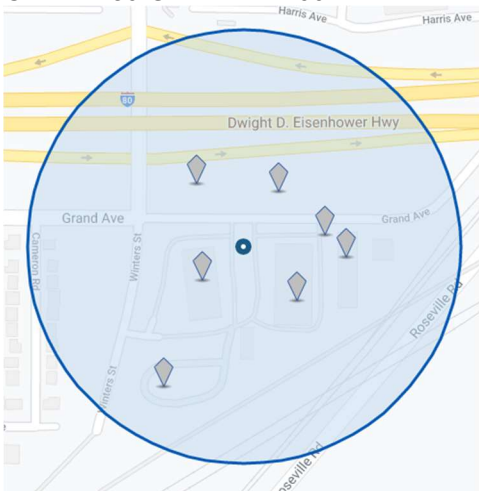 Harris Ave
Harris Ave
80
Dwight D. Eisenhower Hwy
Grand Ave
Grand Ave
Cameron Rd
Winters St
Roseville Rd
Winters St
oseville Rd